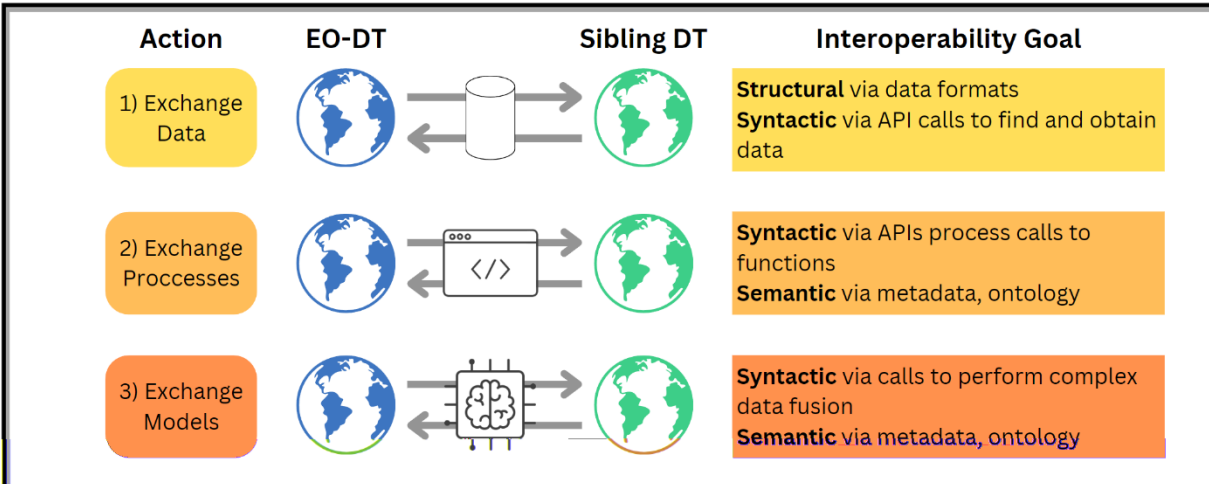 Action EO-DT Sibling DT Interoperability Goal
1) Exchange
Data
Structural via data formats
Syntactic via API calls to find and obtain
data
2) Exchange
Proccesses
</>
Syntactic via APIs process calls to
functions
Semantic via metadata, ontology
3) Exchange
Models
Syntactic via calls to perform complex
data fusion
Semantic via metadata, ontology